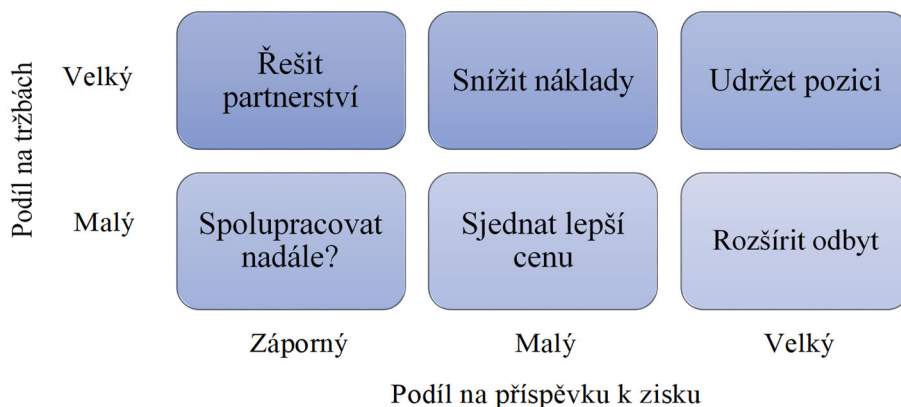 Podíl na tržbách
Velký
Řešit
partnerství
Snížit náklady
Udržet pozici
Malý
Spolupracovat
nadále?
Sjednat lepší
cenu
Rozšířit odbyt
Záporný
Malý
Velký
Podíl na příspěvku k zisku